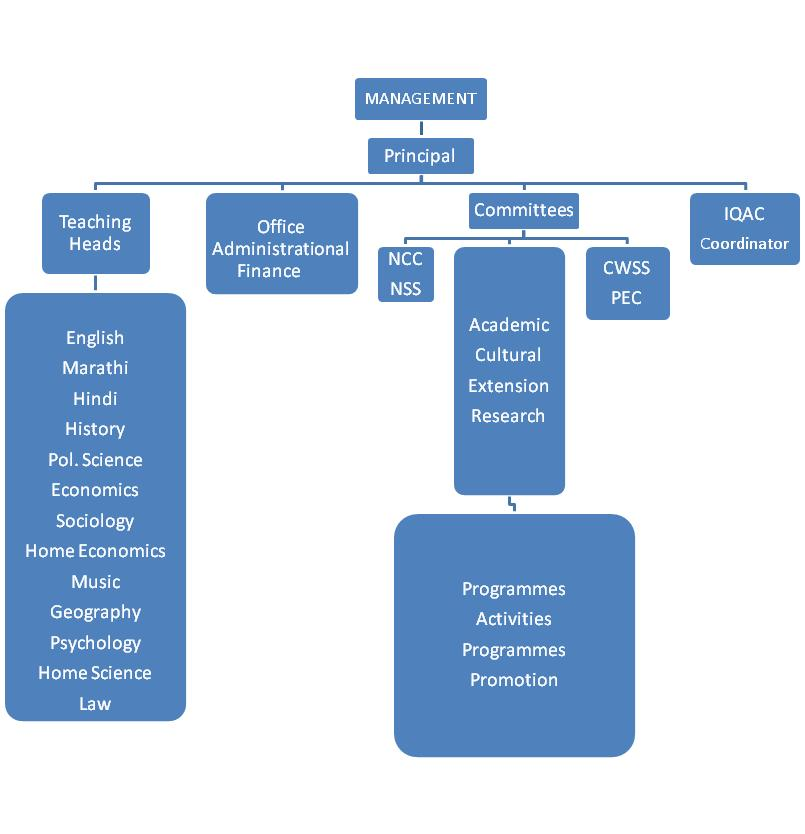 MANAGEMENT
Principal
Teaching
Heads
Office
Administrational
Finance
Committees
IQAC
Coordinator
NCC
NSS
Academic
Cultural
Extension
Research
CWSS
PEC
English
Marathi
Hindi
History
Pol. Science
Economics
Sociology
Home Economics
Music
Geography
Psychology
Home Science
Law
Programmes
Activities
Programmes
Promotion